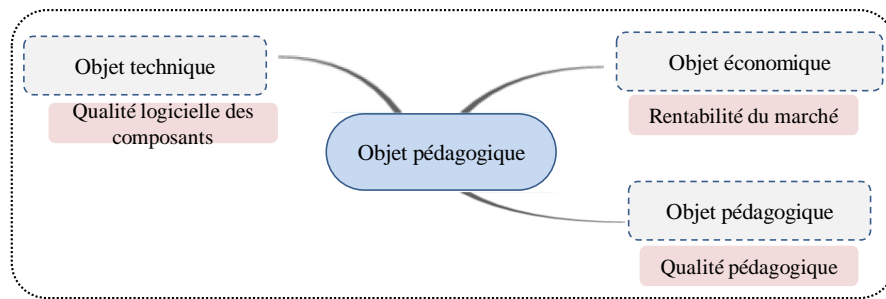 Objet technique
Qualité logicielle des
composants
Objet économique
Rentabilité du marché
Objet pédagogique
Objet pédagogique
Qualité pédagogique